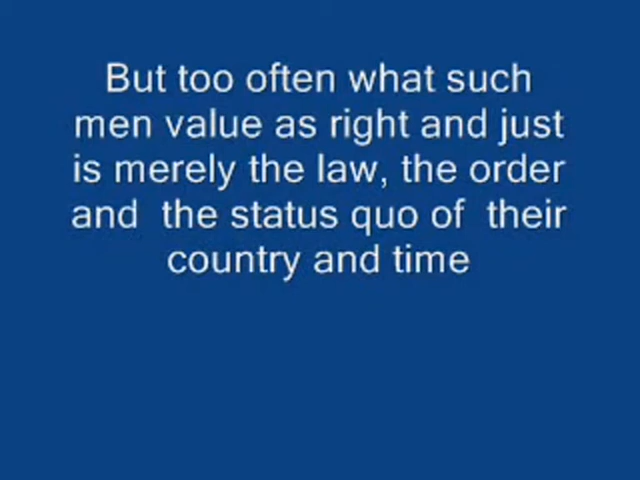 But too often what such
men value as right and just
is merely the law, the order
and the status quo of their
country and time